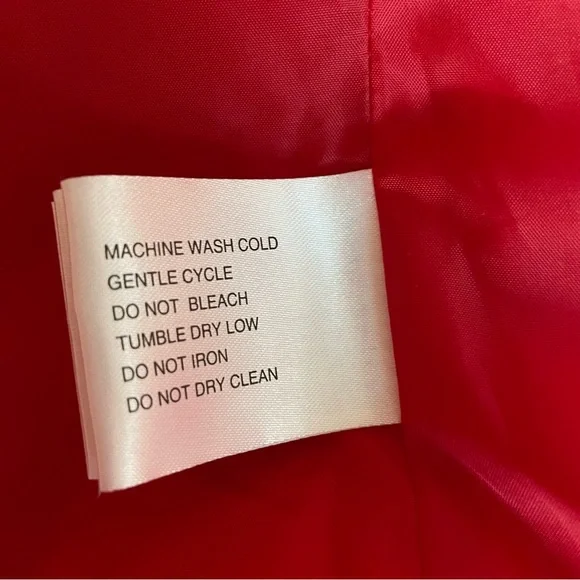 MACHINE WASH COLD
GENTLE CYCLE
DO NOT BLEACH
TUMBLE DRY LOW
DO NOT IRON
DO NOT DRY CLEAN